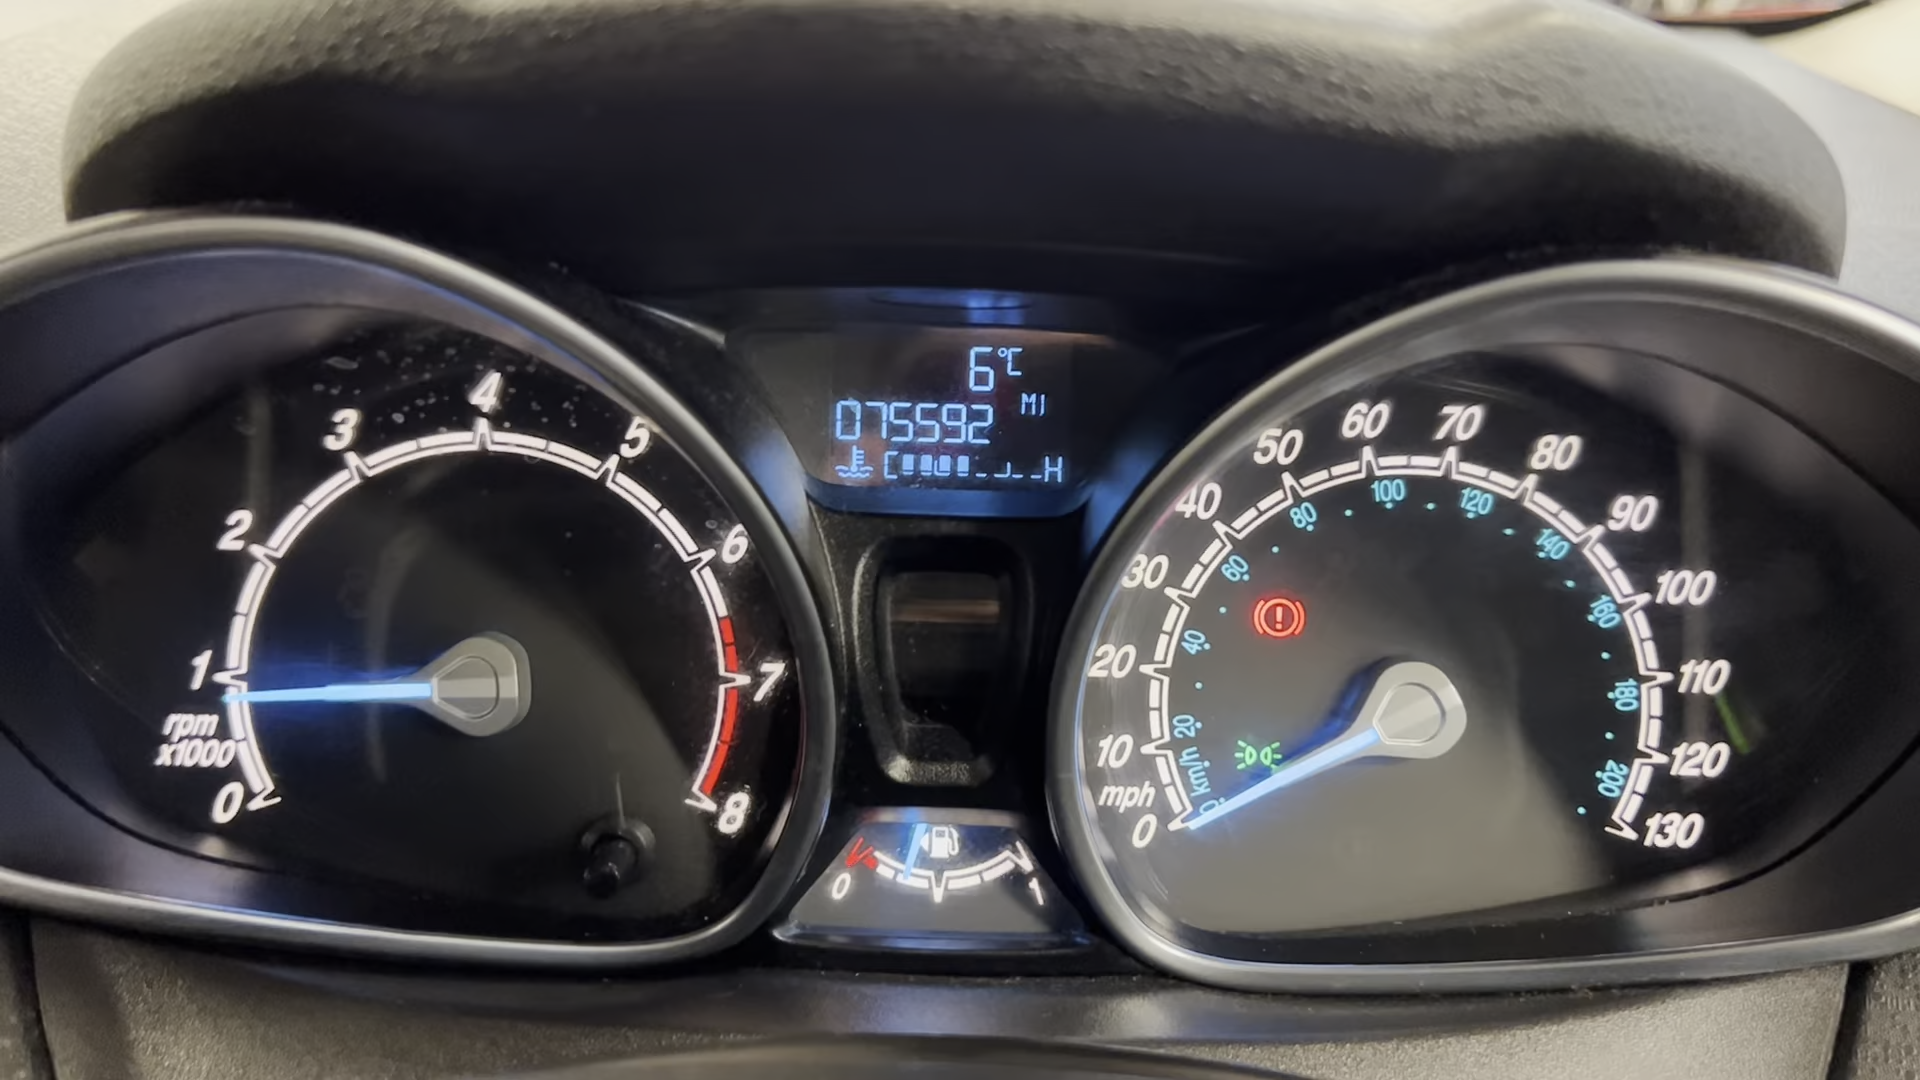 6°C
075592 MI
C H
0 1 2 3 4 5 6 7 8
rpm
x1000
0 10 20 30 40 50 60 70 80 90 100 110 120 130
mph
0 20 40 60 80 100 120 140 160 180 200
km/h
0 1